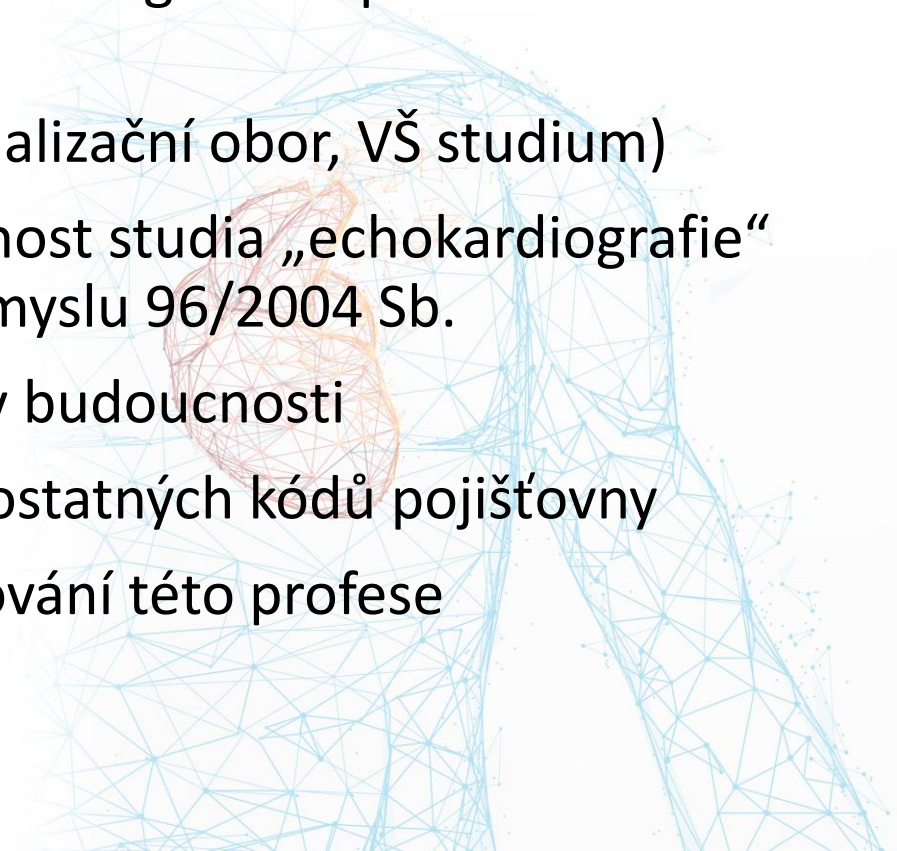 alizační obor, VŠ studium)
nost studia „echokardiografie“
myslu 96/2004 Sb.
v budoucnosti
ostatných kódů pojišťovny
ování této profese